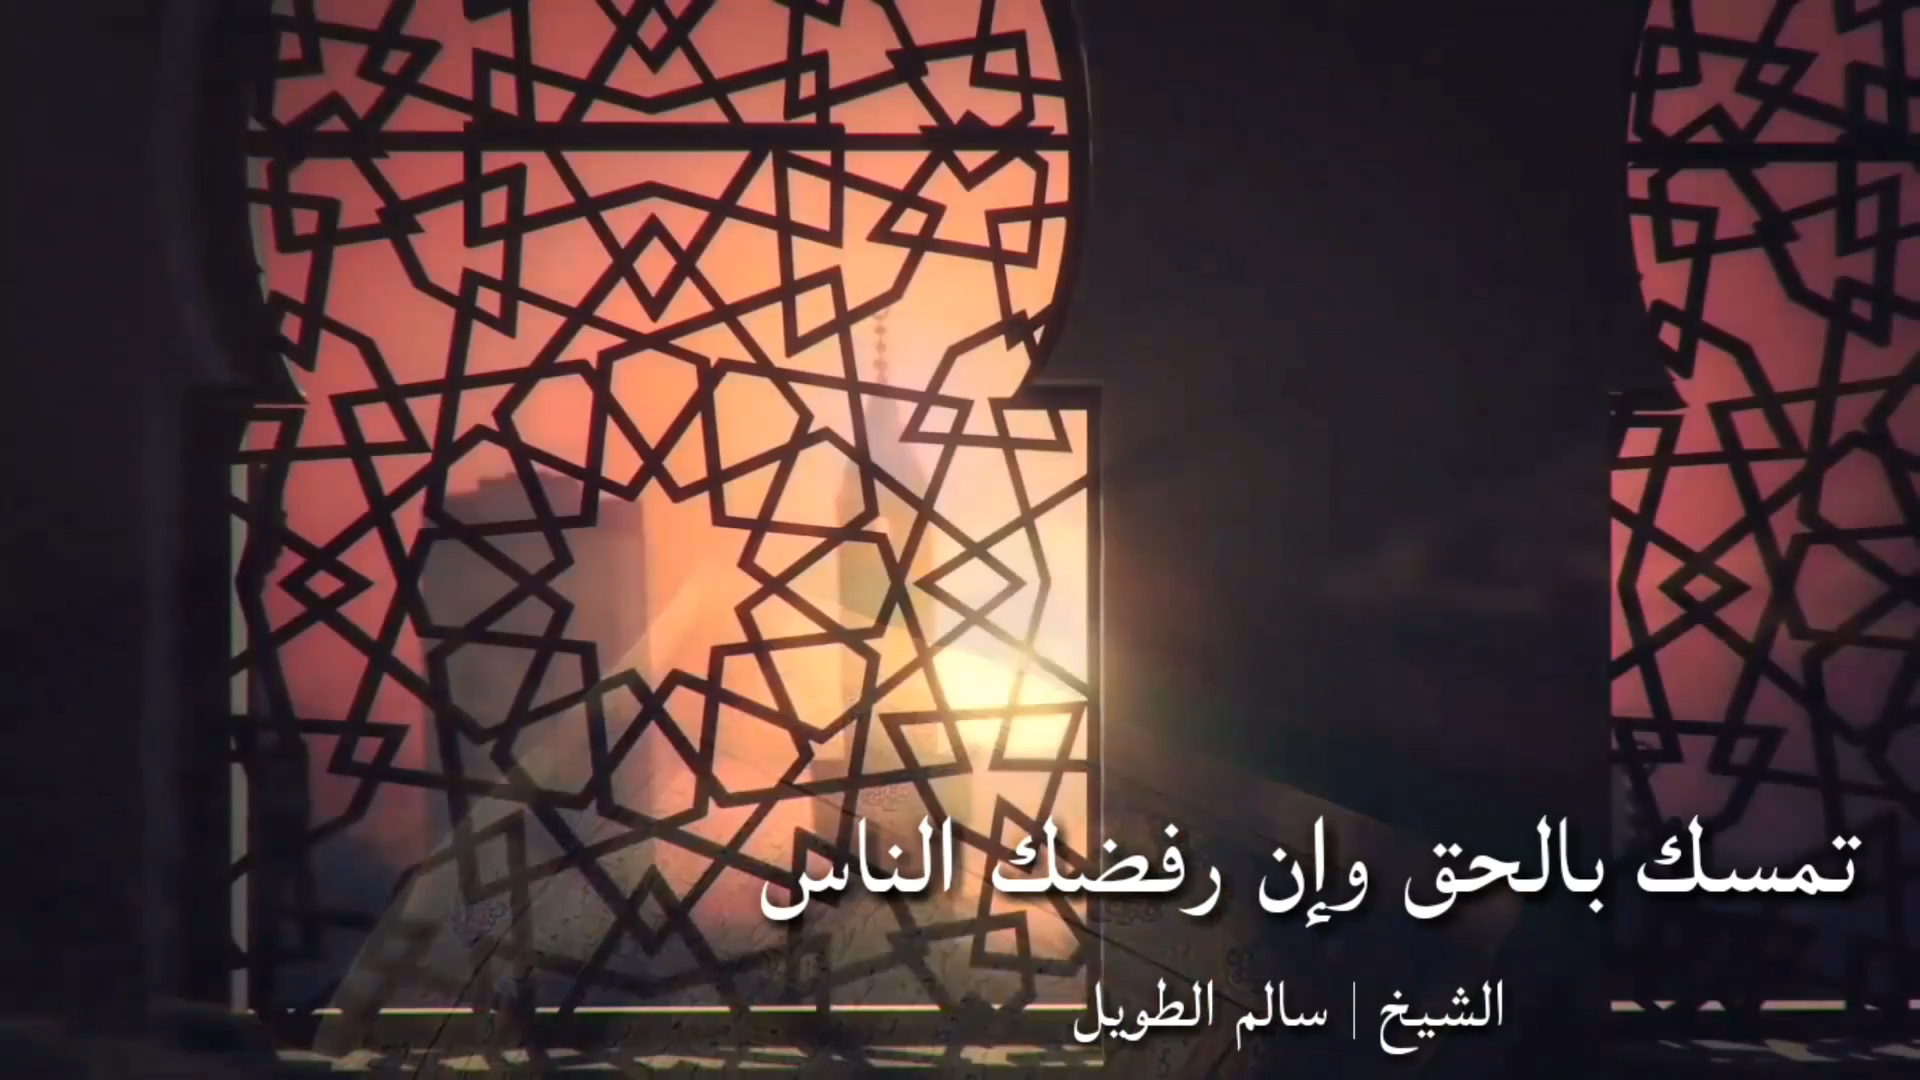 تمسك بالحق وإن رفضك الناس
الشيخ | سالم الطويل